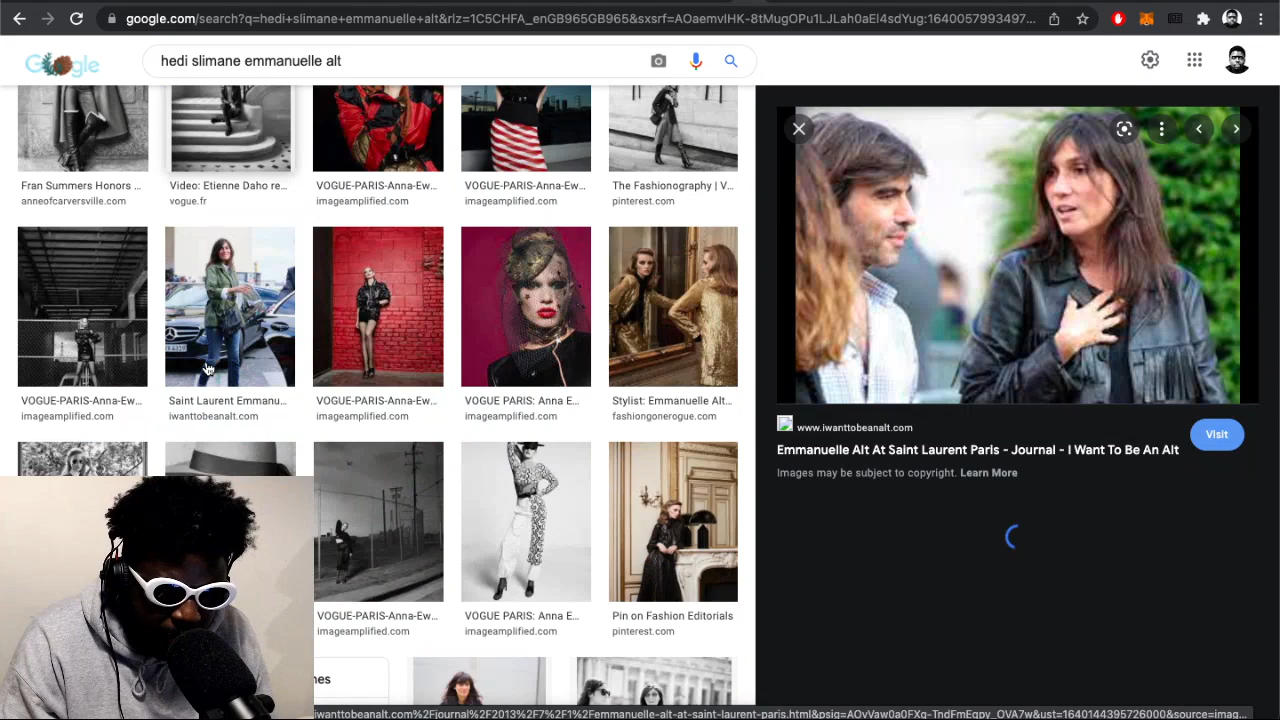 google.com/search?q=hedi+slimane+emmanuelle+alt&rlz=1C5CHFA_enGB965GB965&sxsrf=AOaemvIHK-8tMugOPu1LJLah0aEl4sdYug:1640057993497...
Google
hedi slimane emmanuelle alt
Fran Summers Honors ...
anneofcarversville.com
Video: Etienne Daho re...
vogue.fr
VOGUE-PARIS-Anna-Ew...
imageamplified.com
VOGUE-PARIS-Anna-Ew...
imageamplified.com
The Fashionography | V...
pinterest.com
VOGUE-PARIS-Anna-Ew...
imageamplified.com
Saint Laurent Emmanu...
iwanttobeanalt.com
VOGUE-PARIS-Anna-Ew...
imageamplified.com
VOGUE PARIS: Anna E...
imageamplified.com
Stylist: Emmanuelle Alt...
fashiongonerogue.com
www.iwanttobeanalt.com
Visit
Emmanuelle Alt At Saint Laurent Paris - Journal - I Want To Be An Alt
Images may be subject to copyright. Learn More
VOGUE-PARIS-Anna-Ew...
imageamplified.com
VOGUE PARIS: Anna E...
imageamplified.com
Pin on Fashion Editorials
pinterest.com
hes